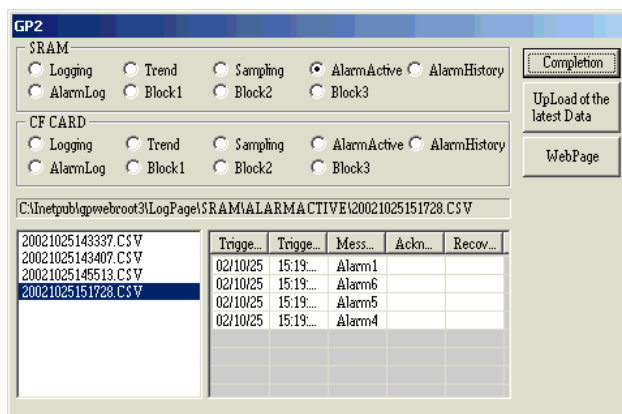 GP2
SRAM
Logging Trend Sampling AlarmActive AlarmHistory
AlarmLog Block1 Block2 Block3
CF CARD
Logging Trend Sampling AlarmActive AlarmHistory
AlarmLog Block1 Block2 Block3
Completion
UpLoad of the
latest Data
WebPage
C:\Inetpub\gpwebroot3\LogPage\SRAM\ALARMACTIVE\20021025151728.CSV
20021025143337.CSV
20021025143407.CSV
20021025145513.CSV
20021025151728.CSV
Trigge... Trigge... Mess... Ackn... Recov...
02/10/25 15:19:... Alarm1
02/10/25 15:19:... Alarm6
02/10/25 15:19:... Alarm5
02/10/25 15:19:... Alarm4